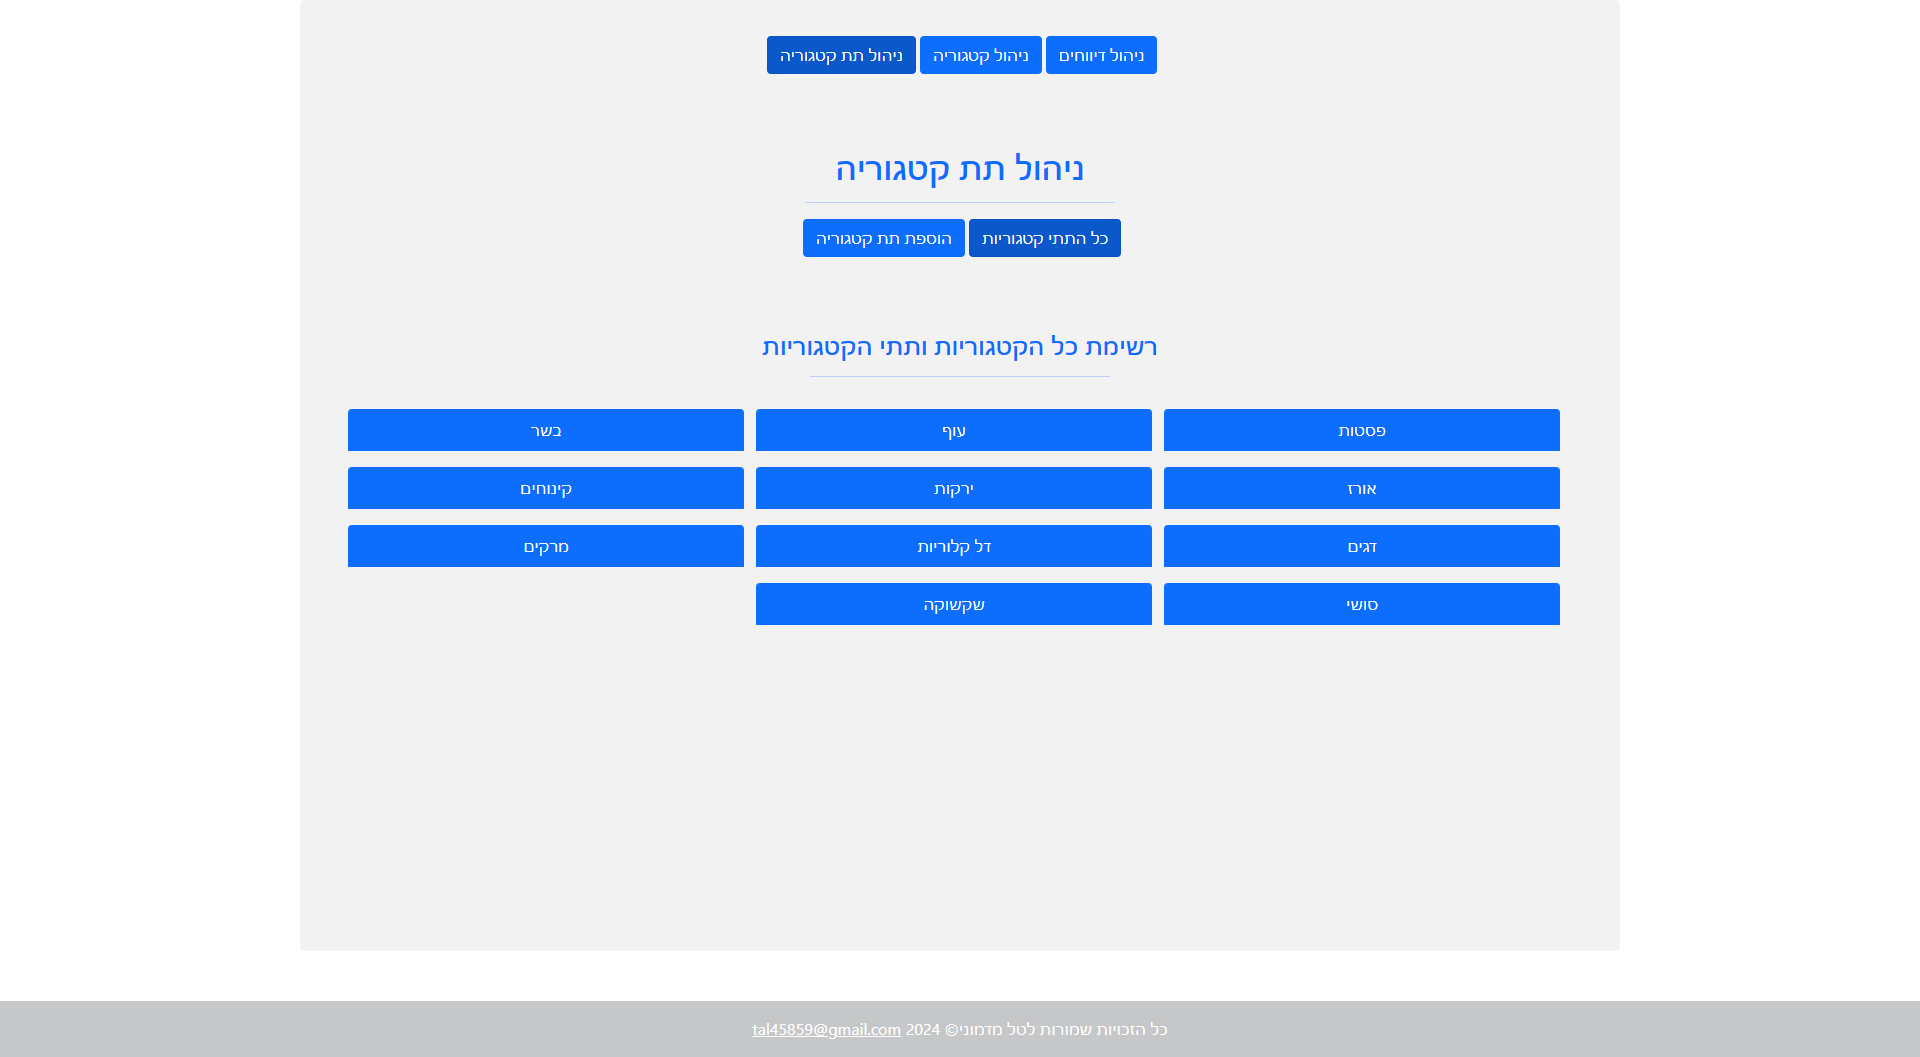 ניהול דיווחים ניהול קטגוריה ניהול תת קטגוריה
ניהול תת קטגוריה
כל התתי קטגוריות הוספת תת קטגוריה
רשימת כל הקטגוריות ותתי הקטגוריות
פסטות עוף בשר
אורז ירקות קינוחים
דגים דל קלוריות מרקים
סושי שקשוקה
כל הזכויות שמורות לטל מדמוני© 2024 tal45859@gmail.com